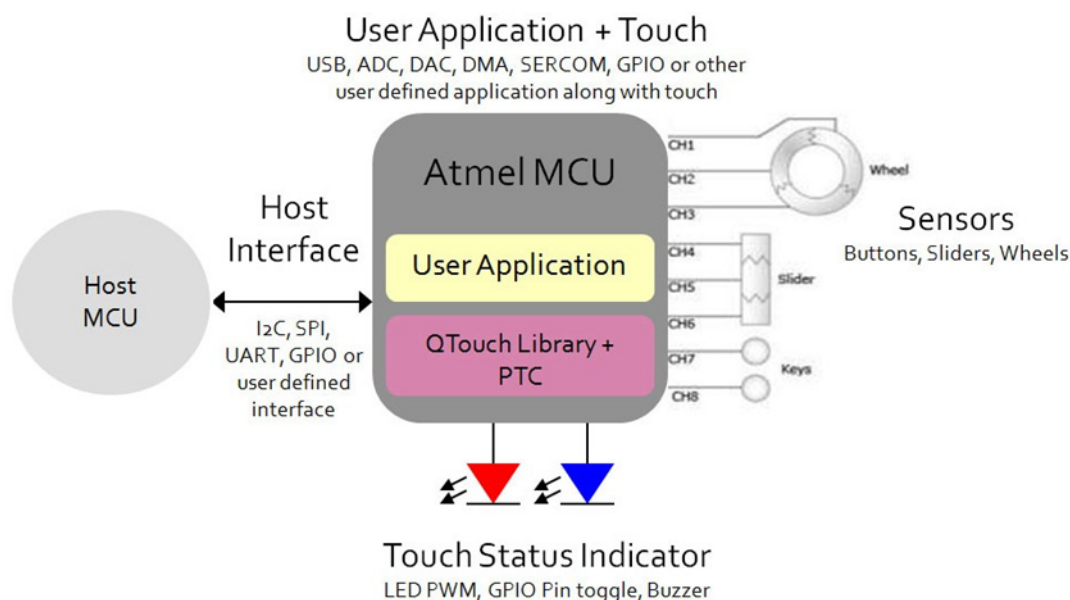 User Application + Touch
USB, ADC, DAC, DMA, SERCOM, GPIO or other
user defined application along with touch
Atmel MCU
User Application
QTouch Library +
PTC
Host
Interface
I2C, SPI,
UART, GPIO or
user defined
interface
Host
MCU
CH1
CH2
CH3
Wheel
CH4
CH5
CH6
Slider
CH7
CH8
Keys
Sensors
Buttons, Sliders, Wheels
Touch Status Indicator
LED PWM, GPIO Pin toggle, Buzzer